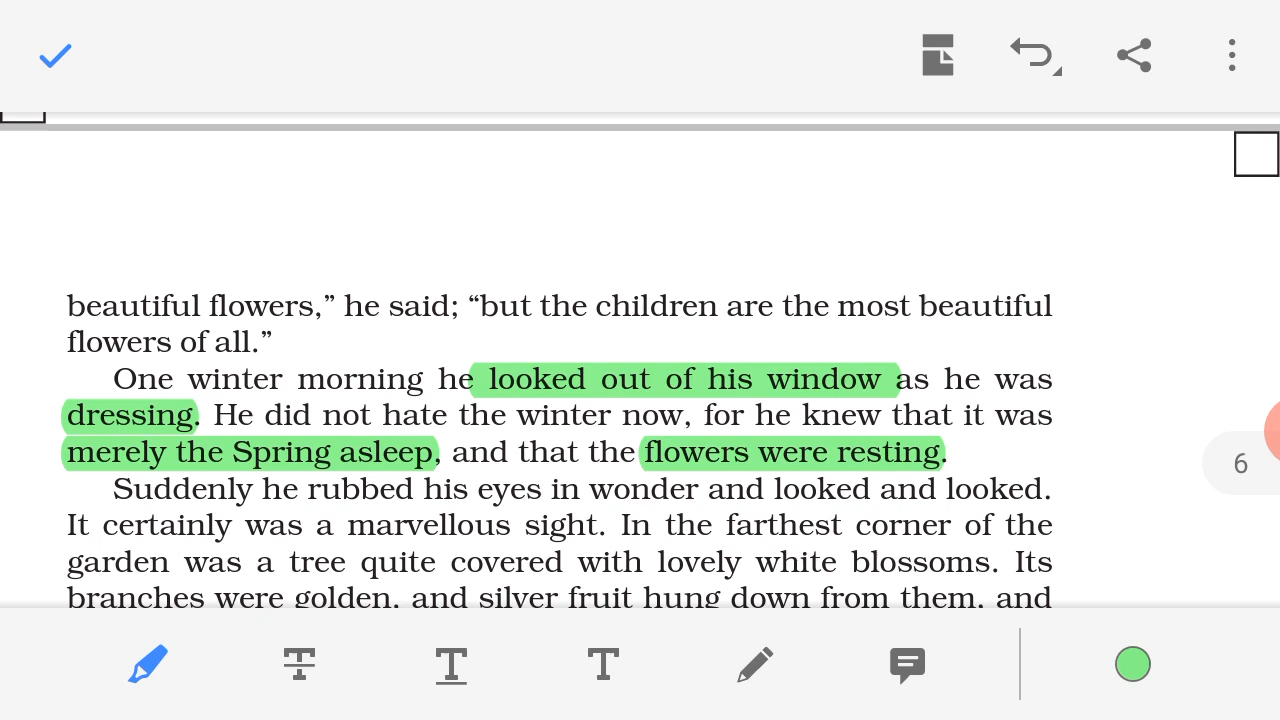 beautiful flowers,” he said; “but the children are the most beautiful
flowers of all.”
One winter morning he looked out of his window as he was
dressing. He did not hate the winter now, for he knew that it was
merely the Spring asleep, and that the flowers were resting.
6
Suddenly he rubbed his eyes in wonder and looked and looked.
It certainly was a marvellous sight. In the farthest corner of the
garden was a tree quite covered with lovely white blossoms. Its
branches were golden, and silver fruit hung down from them, and